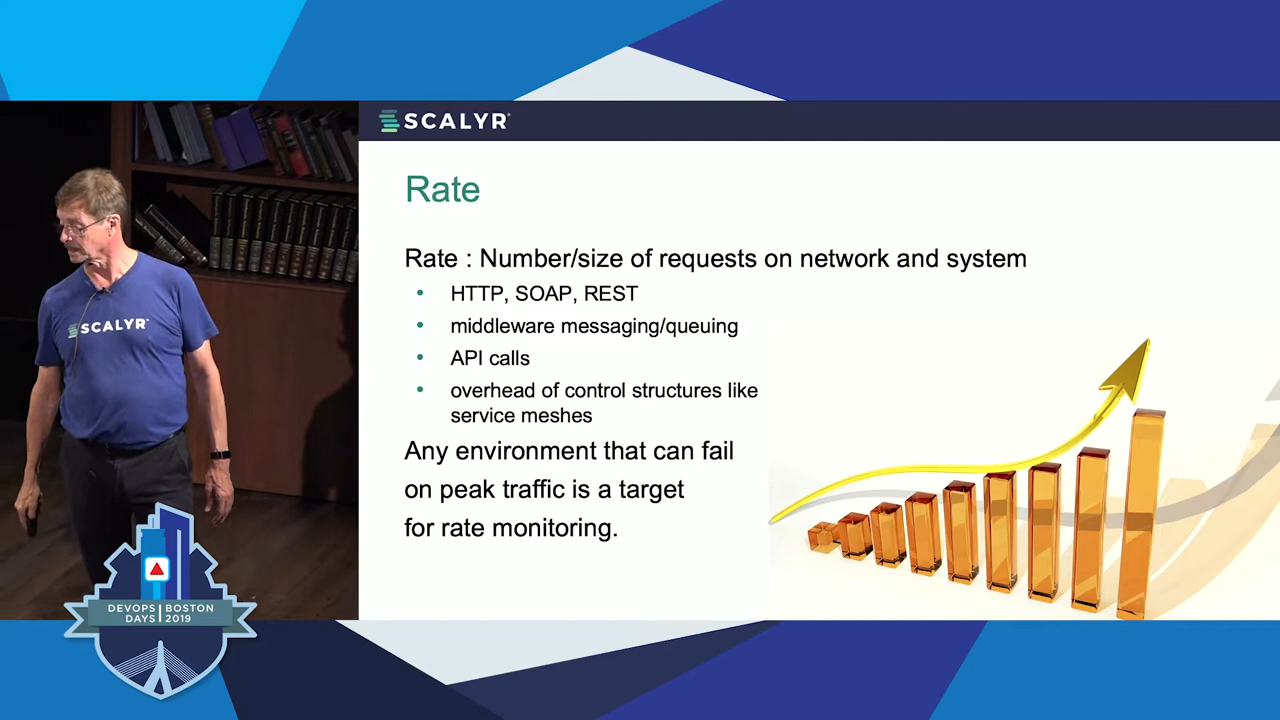 SCALYR
Rate
Rate : Number/size of requests on network and system
• HTTP, SOAP, REST
• middleware messaging/queuing
• API calls
• overhead of control structures like
service meshes
Any environment that can fail
on peak traffic is a target
for rate monitoring.
SCALYR
DEVOPS BOSTON
DAYS 2019